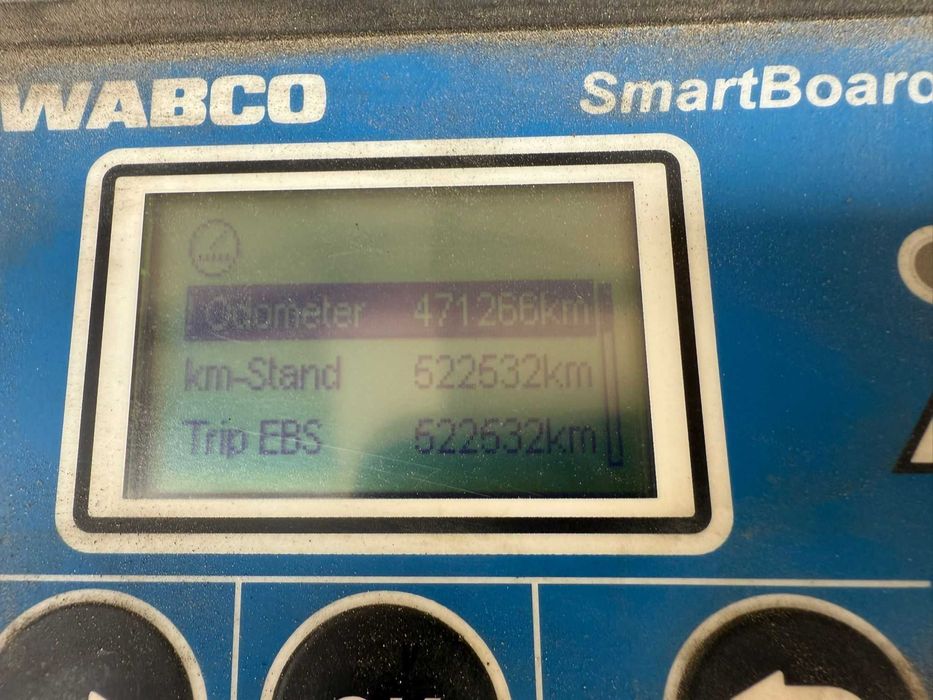 WABCO
SmartBoard
Odometer 471266km
km-Stand 522532km
Trip EBS 522532km